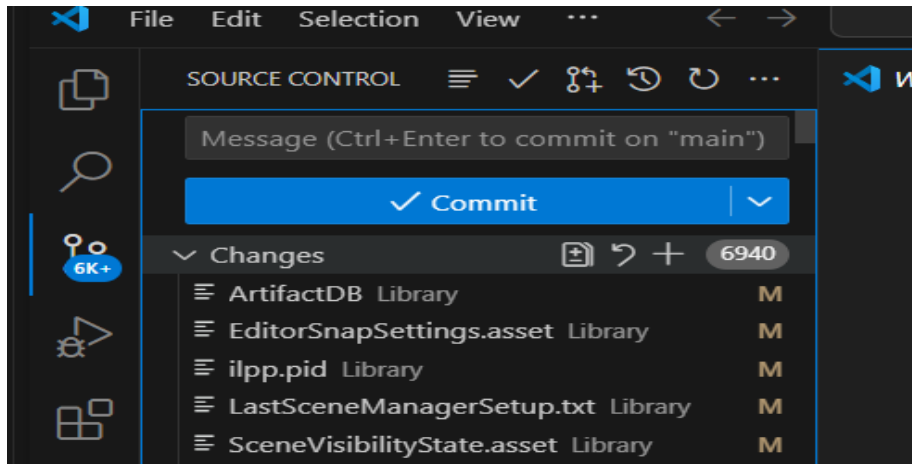 File Edit Selection View ...
SOURCE CONTROL
Message (Ctrl+Enter to commit on "main")
Commit
6K+
Changes 6940
ArtifactDB Library M
EditorSnapSettings.asset Library M
ilpp.pid Library M
LastSceneManagerSetup.txt Library M
SceneVisibilityState.asset Library M